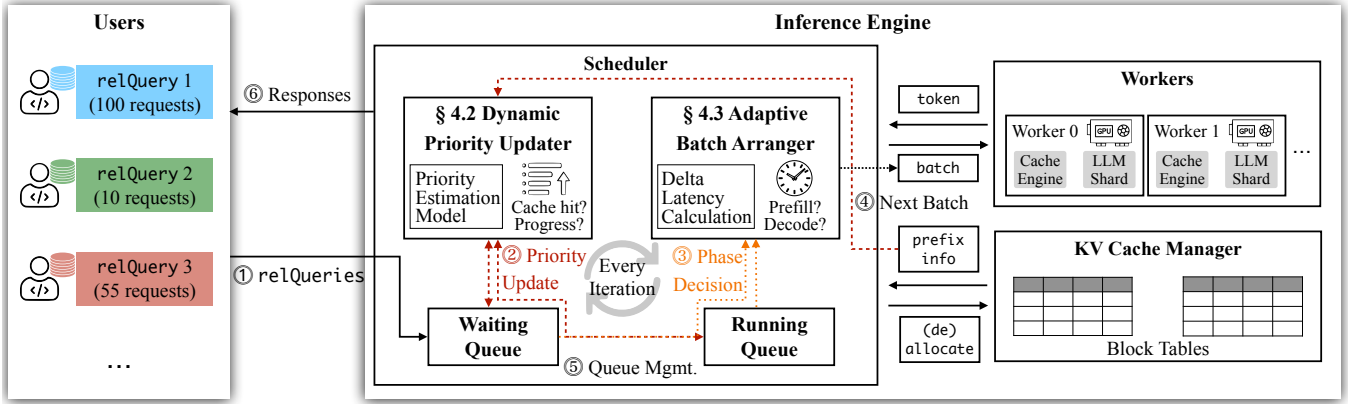 Users
relQuery 1
(100 requests)
relQuery 2
(10 requests)
relQuery 3
(55 requests)
...
⑥ Responses
① relQueries
Inference Engine
Scheduler
§ 4.2 Dynamic
Priority Updater
Priority
Estimation
Model
Cache hit?
Progress?
§ 4.3 Adaptive
Batch Arranger
Delta
Latency
Calculation
Prefill?
Decode?
② Priority
Update
Every
Iteration
③ Phase
Decision
Waiting
Queue
Running
Queue
⑤ Queue Mgmt.
④ Next Batch
token
batch
prefix
info
(de)
allocate
Workers
Worker 0
GPU
Cache
Engine
LLM
Shard
Worker 1
GPU
Cache
Engine
LLM
Shard
...
KV Cache Manager
Block Tables